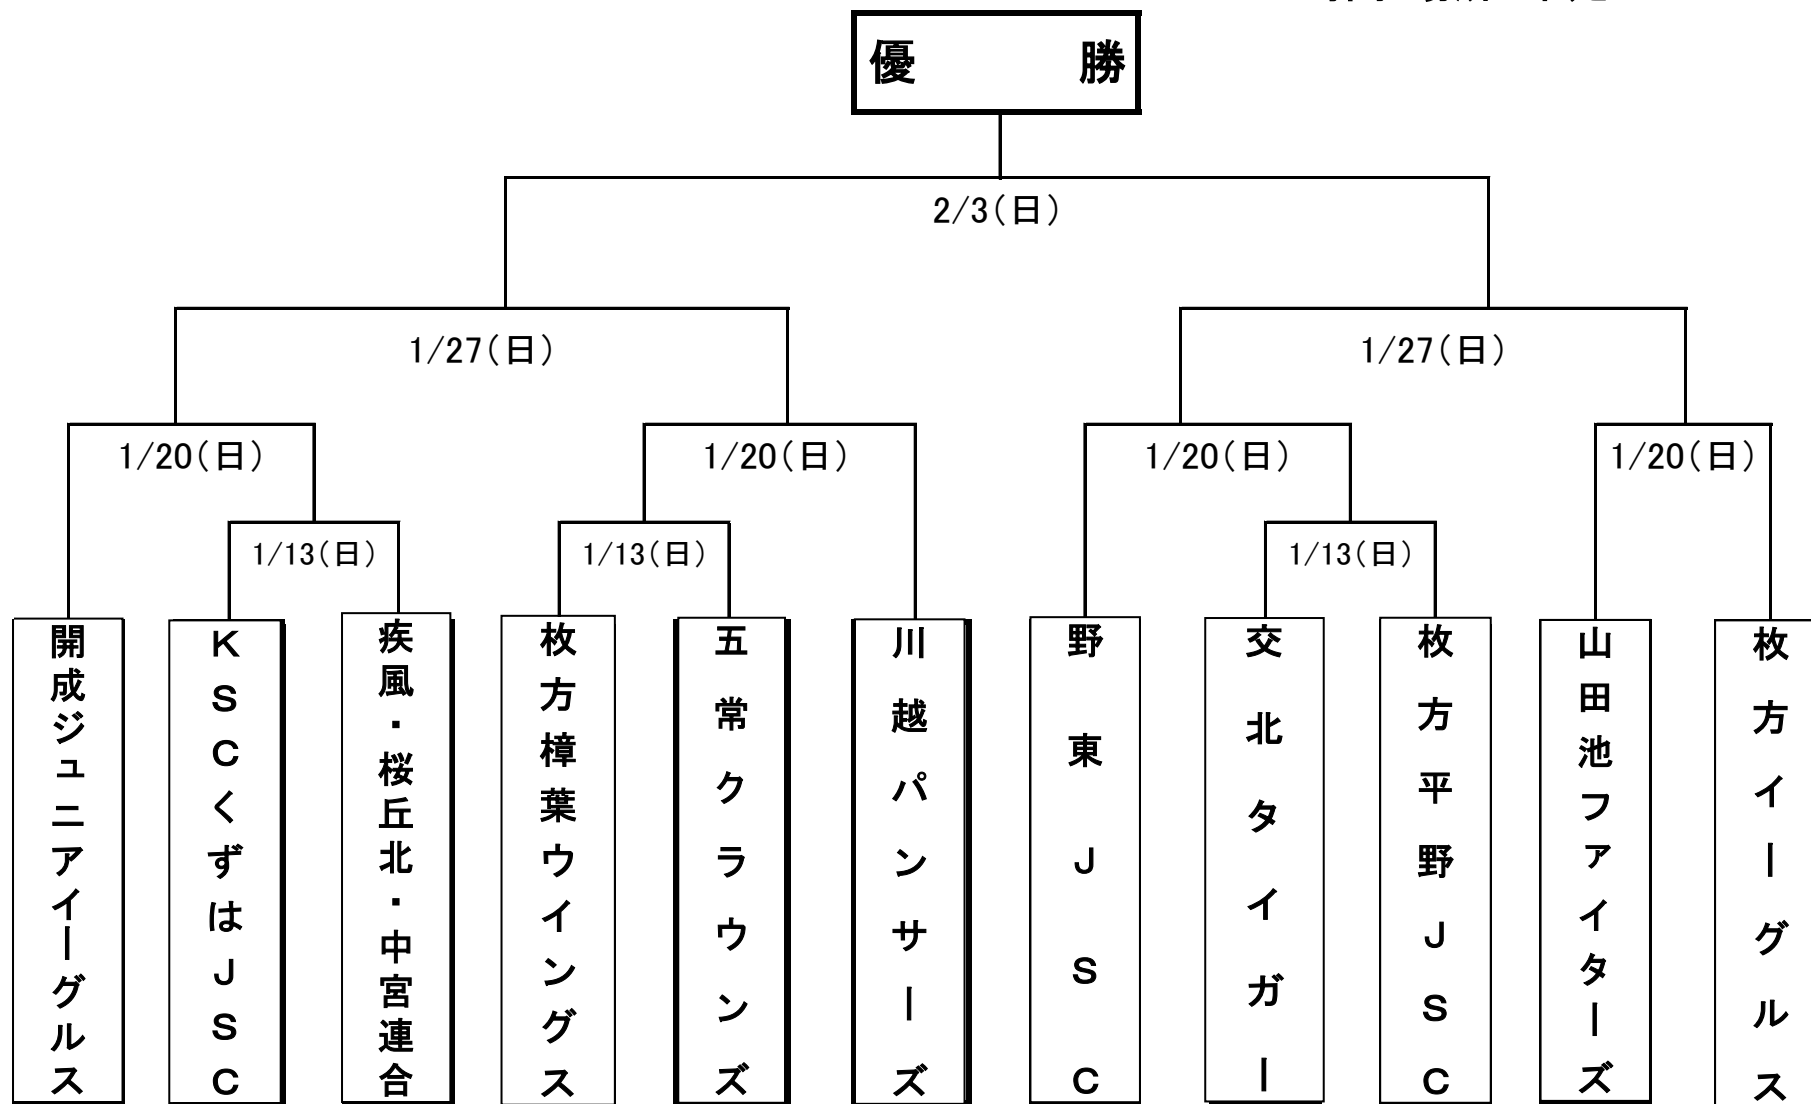 優 勝
2/3(日)
1/27(日)
1/27(日)
1/20(日)
1/20(日)
1/20(日)
1/20(日)
1/13(日)
1/13(日)
1/13(日)
開成ジュニアイーグルス
KSCくずはJSC
疾風・桜丘北・中宮連合
枚方樟葉ウイングス
五常クラウンズ
川越パンサーズ
野東JSC
交北タイガー
枚方平野JSC
山田池ファイターズ
枚方イーグルス